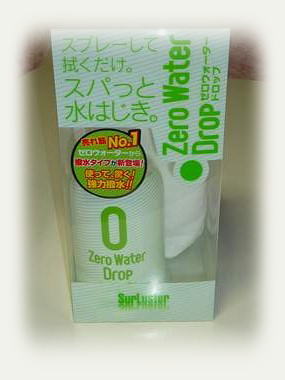 スプレーして
拭くだけ。
スパっと
水はじき。
Zero Water
Drop
ゼロウォーター
ドロップ
売れ筋No.1
ゼロウォーターから
撥水タイプが新登場!
使って、驚く!
強力撥水!!
0
Zero Water
Drop
SurLuster